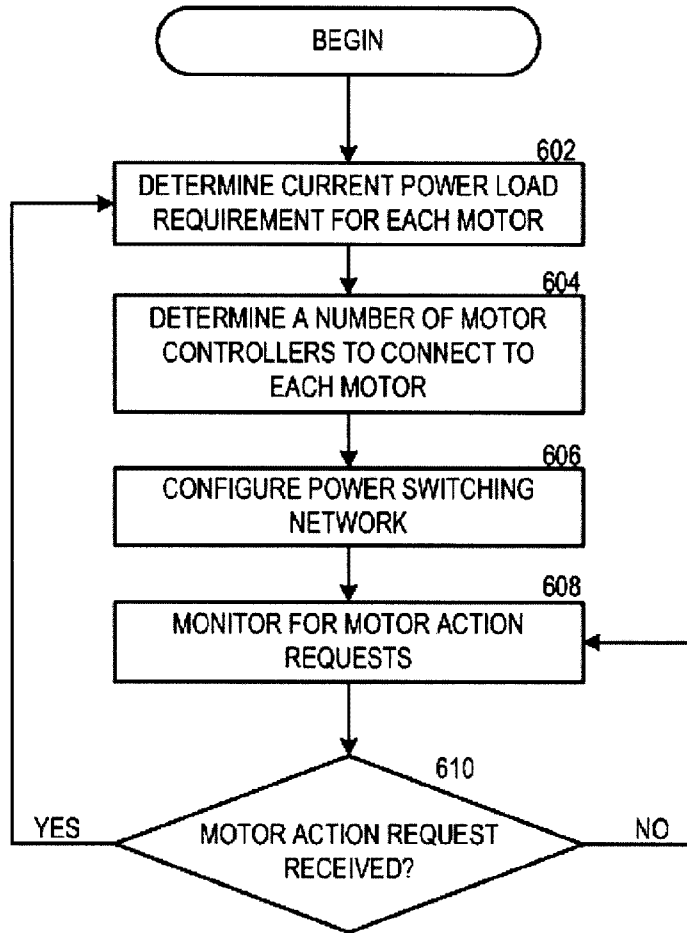 BEGIN
602
DETERMINE CURRENT POWER LOAD
REQUIREMENT FOR EACH MOTOR
604
DETERMINE A NUMBER OF MOTOR
CONTROLLERS TO CONNECT TO
EACH MOTOR
606
CONFIGURE POWER SWITCHING
NETWORK
608
MONITOR FOR MOTOR ACTION
REQUESTS
610
YES
MOTOR ACTION REQUEST
RECEIVED?
NO